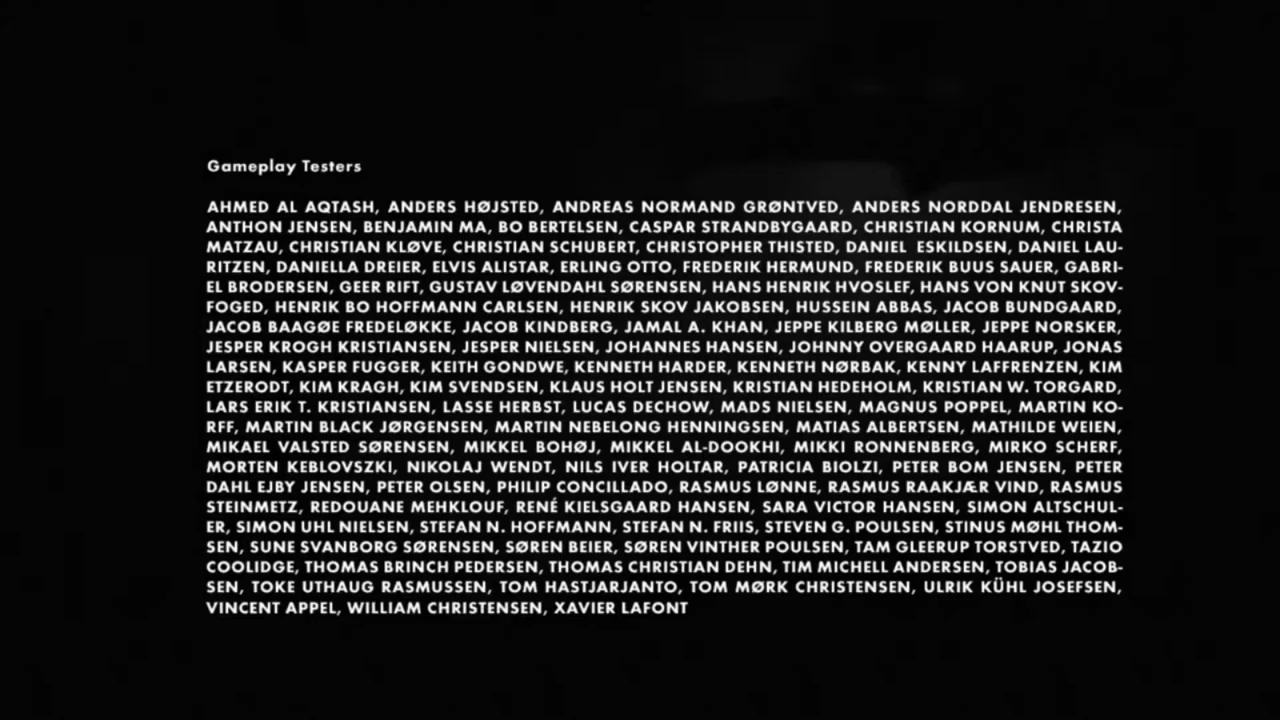 Gameplay Testers
AHMED AL AQTASH, ANDERS HØJSTED, ANDREAS NORMAND GRØNTVED, ANDERS NORDDAL JENDRESEN,
ANTHON JENSEN, BENJAMIN MA, BO BERTELSEN, CASPAR STRANDBYGAARD, CHRISTIAN KORNUM, CHRISTA
MATZAU, CHRISTIAN KLØVE, CHRISTIAN SCHUBERT, CHRISTOPHER THISTED, DANIEL ESKILDSEN, DANIEL LAU-
RITZEN, DANIELLA DREIER, ELVIS ALISTAR, ERLING OTTO, FREDERIK HERMUND, FREDERIK BUUS SAUER, GABRI-
EL BRODERSEN, GEER RIFT, GUSTAV LØVENDAHL SØRENSEN, HANS HENRIK HVOSLEF, HANS VON KNUT SKOV-
FOGED, HENRIK BO HOFFMANN CARLSEN, HENRIK SKOV JAKOBSEN, HUSSEIN ABBAS, JACOB BUNDGAARD,
JACOB BAAGØE FREDELØKKE, JACOB KINDBERG, JAMAL A. KHAN, JEPPE KILBERG MØLLER, JEPPE NORSKER,
JESPER KROGH KRISTIANSEN, JESPER NIELSEN, JOHANNES HANSEN, JOHNNY OVERGAARD HAARUP, JONAS
LARSEN, KASPER FUGGER, KEITH GONDWE, KENNETH HARDER, KENNETH NØRBAK, KENNY LAFFRENZEN, KIM
ETZERODT, KIM KRAGH, KIM SVENDSEN, KLAUS HOLT JENSEN, KRISTIAN HEDEHOLM, KRISTIAN W. TORGARD,
LARS ERIK T. KRISTIANSEN, LASSE HERBST, LUCAS DECHOW, MADS NIELSEN, MAGNUS POPPEL, MARTIN KO-
RFF, MARTIN BLACK JØRGENSEN, MARTIN NEBELONG HENNINGSEN, MATIAS ALBERTSEN, MATHILDE WEIEN,
MIKAEL VALSTED SØRENSEN, MIKKEL BOHØJ, MIKKEL AL-DOOKHI, MIKKI RONNENBERG, MIRKO SCHERF,
MORTEN KEBLOVSZKI, NIKOLAJ WENDT, NILS IVER HOLTAR, PATRICIA BIOLZI, PETER BOM JENSEN, PETER
DAHL EJBY JENSEN, PETER OLSEN, PHILIP CONCILLADO, RASMUS LØNNE, RASMUS RAAKJÆR VIND, RASMUS
STEINMETZ, REDOUANE MEHKLOUF, RENÉ KIELSGAARD HANSEN, SARA VICTOR HANSEN, SIMON ALTSCHUL-
ER, SIMON UHL NIELSEN, STEFAN N. HOFFMANN, STEFAN N. FRIIS, STEVEN G. POULSEN, STINUS MØHL THOM-
SEN, SUNE SVANBORG SØRENSEN, SØREN BEIER, SØREN VINTHER POULSEN, TAM GLEERUP TORSTVED, TAZIO
COOLIDGE, THOMAS BRINCH PEDERSEN, THOMAS CHRISTIAN DEHN, TIM MICHELL ANDERSEN, TOBIAS JACOB-
SEN, TOKE UTHAUG RASMUSSEN, TOM HASTJARJANTO, TOM MØRK CHRISTENSEN, ULRIK KÜHL JOSEFSEN,
VINCENT APPEL, WILLIAM CHRISTENSEN, XAVIER LAFONT